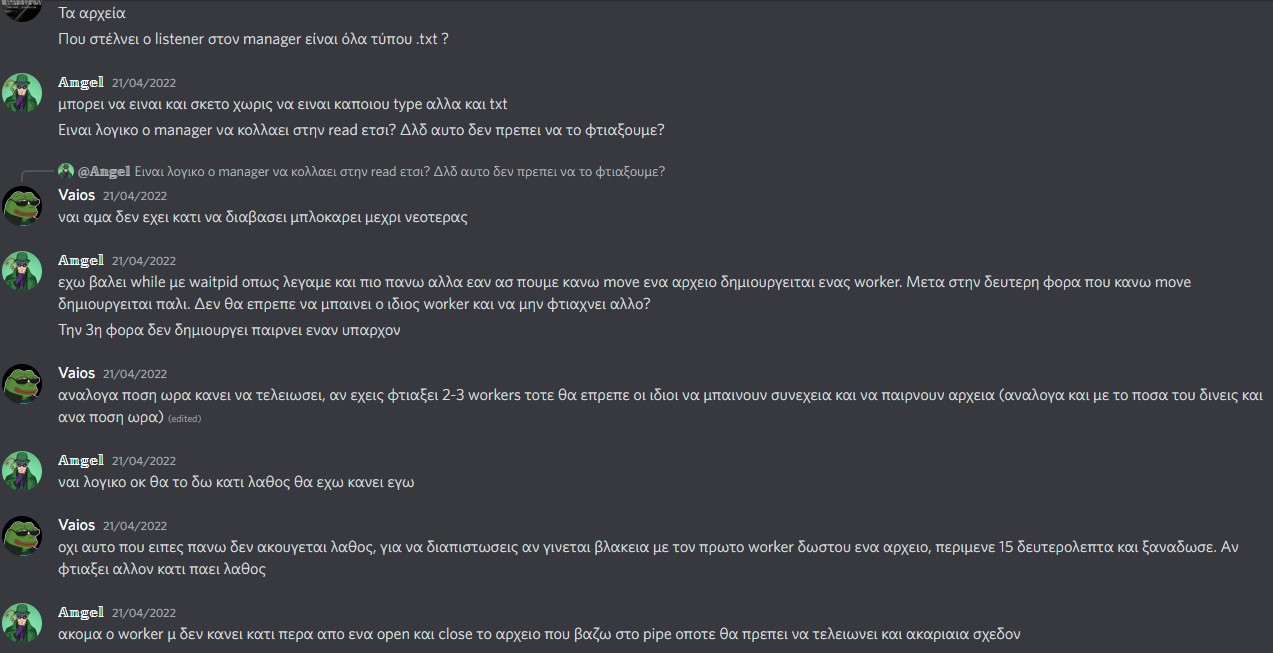 Τα αρχεία
Που στέλνει ο listener στον manager είναι όλα τύπου .txt ?
Angel 21/04/2022
μπορει να ειναι και σκετο χωρις να ειναι καποιου type αλλα και txt
Ειναι λογικο ο manager να κολλαει στην read ετσι? Δλδ αυτο δεν πρεπει να το φτιαξουμε?
@Angel Ειναι λογικο ο manager να κολλαει στην read ετσι? Δλδ αυτο δεν πρεπει να το φτιαξουμε?
Vaios 21/04/2022
ναι αμα δεν εχει κατι να διαβασει μπλοκαρει μεχρι νεοτερας
Angel 21/04/2022
εχω βαλει while με waitpid οπως λεγαμε και πιο πανω αλλα εαν ασ πουμε κανω move ενα αρχειο δημιουργειται ενας worker. Μετα στην δευτερη φορα που κανω move
δημιουργειται παλι. Δεν θα επρεπε να μπαινει ο ιδιος worker και να μην φτιαχνει αλλο?
Την 3η φορα δεν δημιουργει παιρνει εναν υπαρχον
Vaios 21/04/2022
αναλογα ποση ωρα κανει να τελειωσει, αν εχεις φτιαξει 2-3 workers τοτε θα επρεπε οι ιδιοι να μπαινουν συνεχεια και να παιρνουν αρχεια (αναλογα και με το ποσα του δινεις και
ανα ποση ωρα) (edited)
Angel 21/04/2022
ναι λογικο οκ θα το δω κατι λαθος θα εχω κανει εγω
Vaios 21/04/2022
οχι αυτο που ειπες πανω δεν ακουγεται λαθος, για να διαπιστωσεις αν γινεται βλακεια με τον πρωτο worker δωστου ενα αρχειο, περιμενε 15 δευτερολεπτα και ξαναδωσε. Αν
φτιαξει αλλον κατι παει λαθος
Angel 21/04/2022
ακομα ο worker μ δεν κανει κατι περα απο ενα open και close το αρχειο που βαζω στο pipe οποτε θα πρεπει να τελειωνει και ακαριαια σχεδον